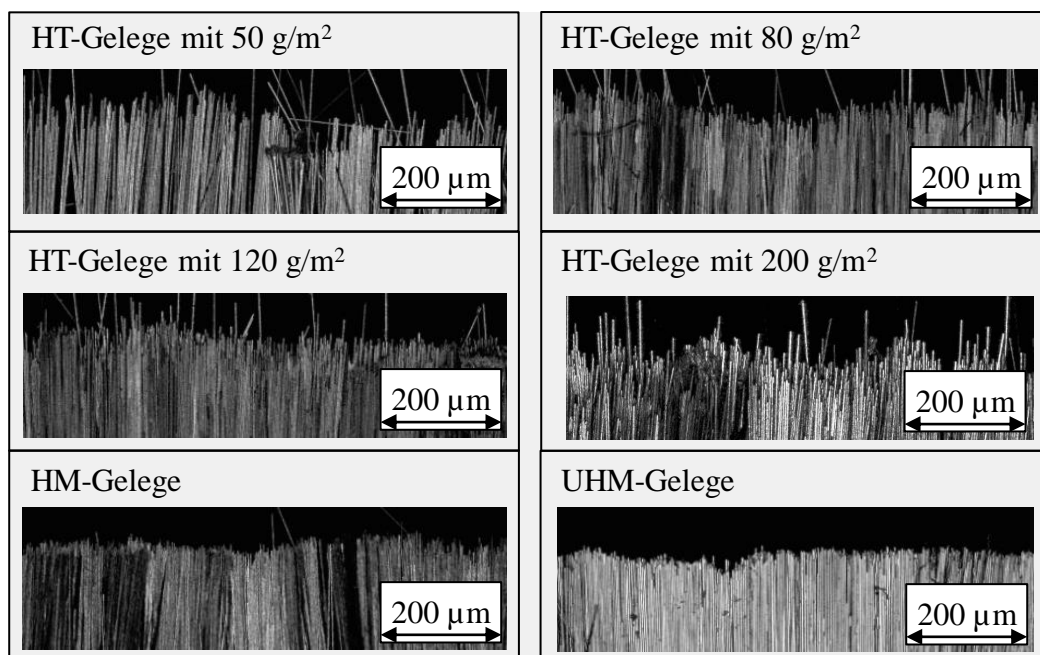 HT-Gelege mit 50 g/m²
200 µm
HT-Gelege mit 80 g/m²
200 µm
HT-Gelege mit 120 g/m²
200 µm
HT-Gelege mit 200 g/m²
200 µm
HM-Gelege
200 µm
UHM-Gelege
200 µm